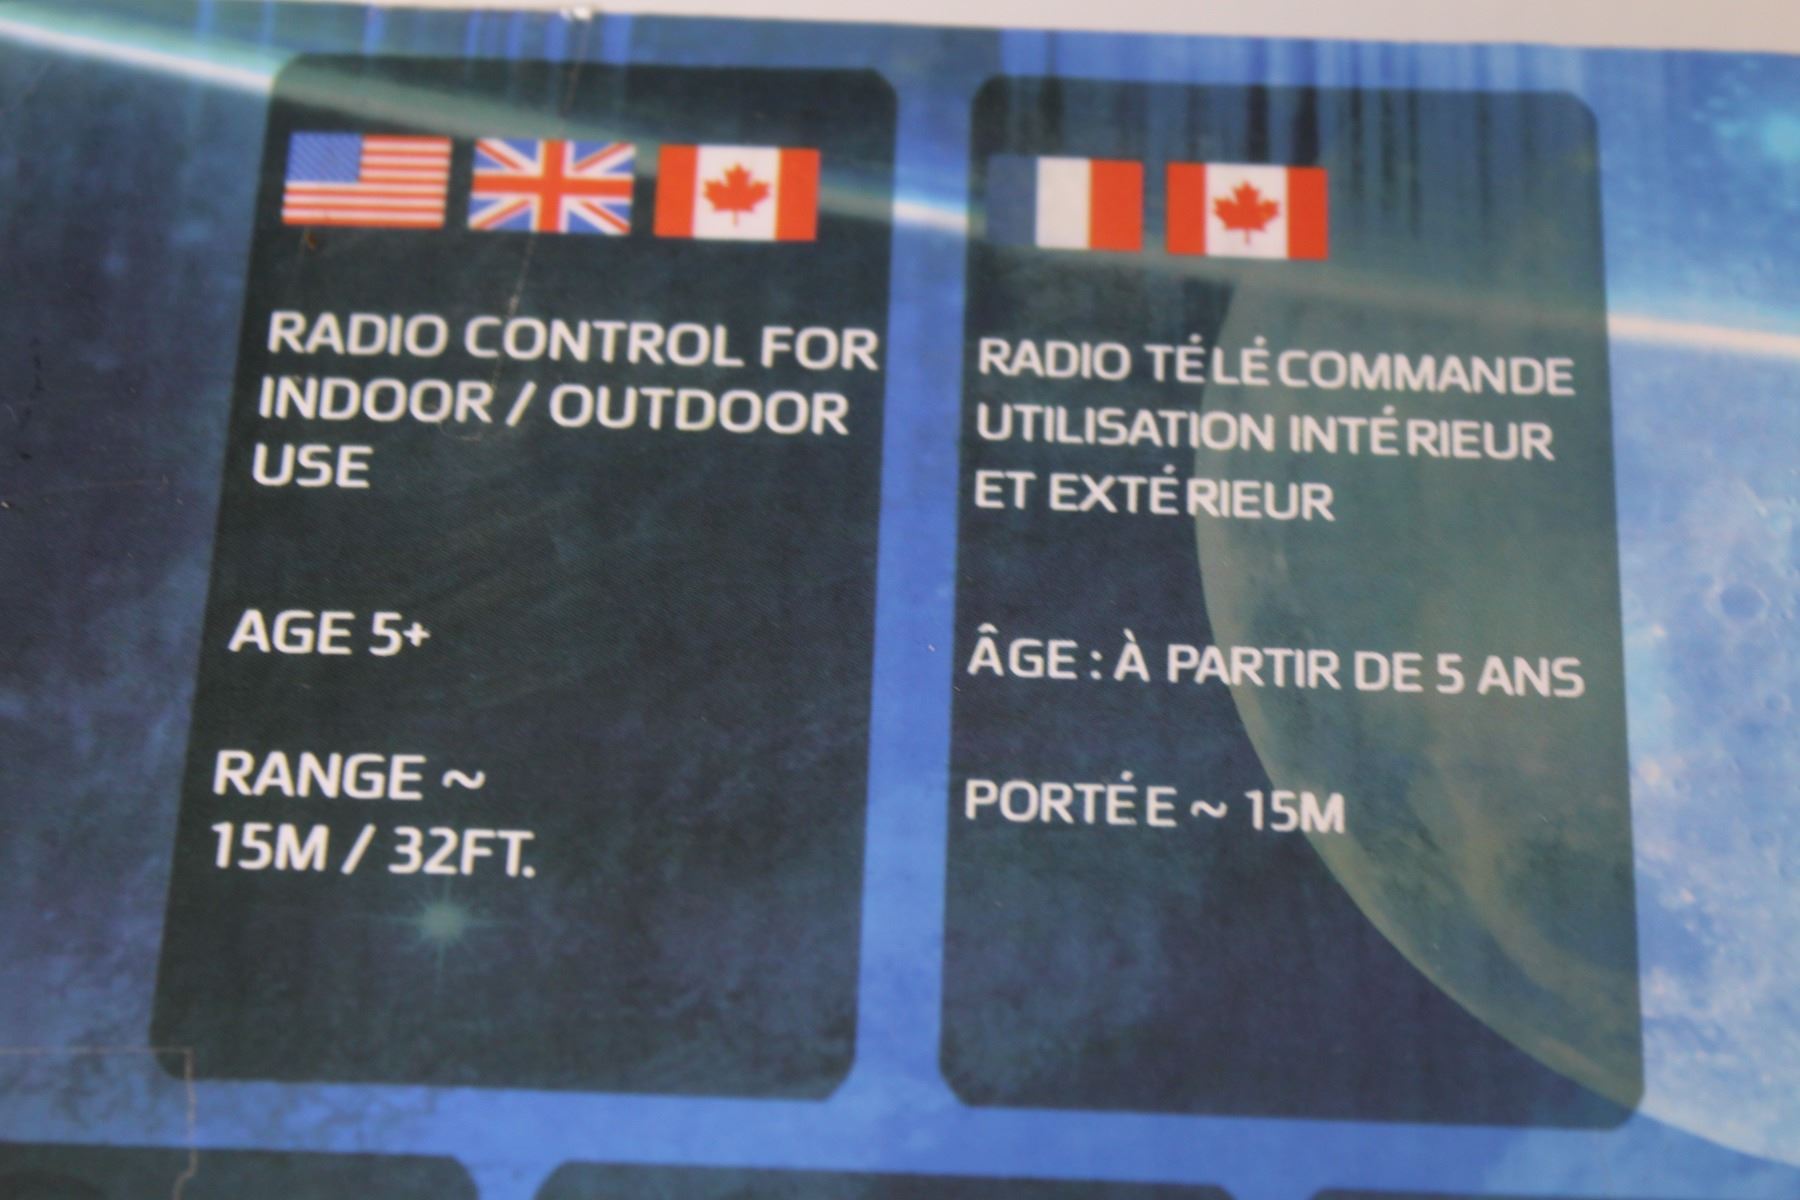 RADIO CONTROL FOR
INDOOR / OUTDOOR
USE
AGE 5+
RANGE ~
15M / 32FT.
RADIO TÉLÉCOMMANDE
UTILISATION INTÉRIEUR
ET EXTÉRIEUR
ÂGE : À PARTIR DE 5 ANS
PORTÉE ~ 15M